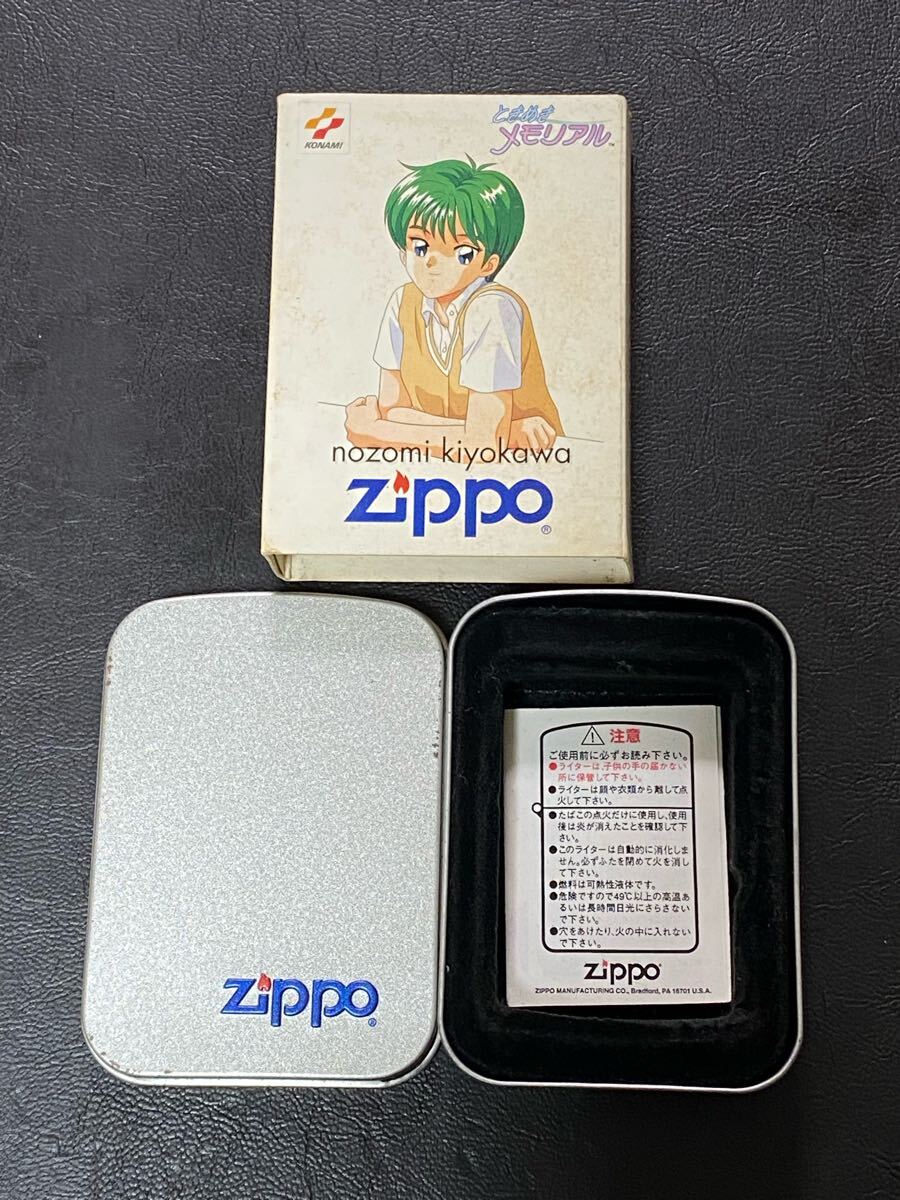 KONAMI
ときめき
メモリアル™
nozomi kiyokawa
zippo®
zippo®
注意
ご使用前に必ずお読み下さい。
●ライターは、子供の手の届かない
所に保管して下さい。
●ライターは顔や衣類から離して点
火して下さい。
●たばこの点火だけに使用し、使用
後は炎が消えたことを確認して下
さい。
●このライターは自動的に消化しま
せん。必ずふたを閉めて火を消し
て下さい。
●燃料は可熱性液体です。
●危険ですので49℃以上の高温あ
るいは長時間日光にさらさない
で下さい。
●穴をあけたり、火の中に入れない
で下さい。
zippo
ZIPPO MANUFACTURING CO., Bradford, PA 16701 U.S.A.